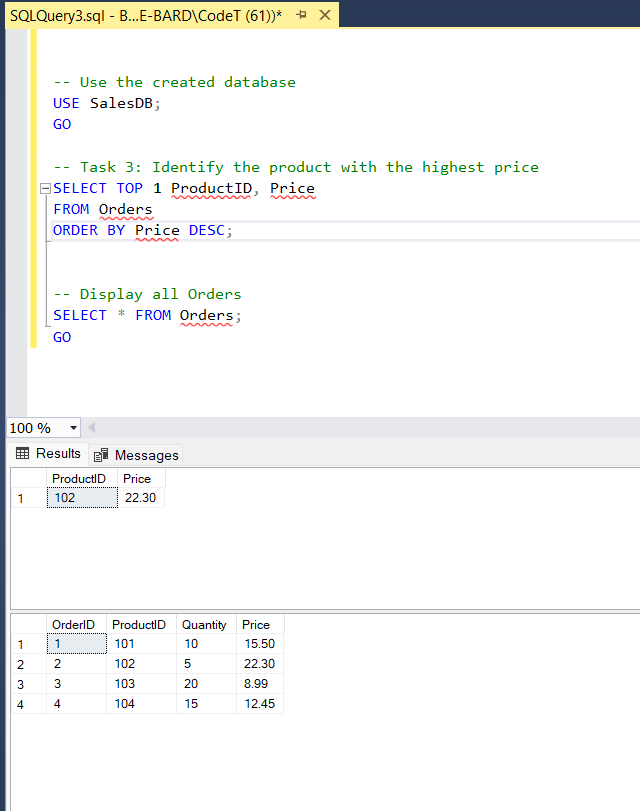 SQLQuery3.sql - B...E-BARD\CodeT (61))*
-- Use the created database
USE SalesDB;
GO
-- Task 3: Identify the product with the highest price
SELECT TOP 1 ProductID, Price
FROM Orders
ORDER BY Price DESC;
-- Display all Orders
SELECT * FROM Orders;
GO
100 %
Results Messages
ProductID Price
1 102 22.30
OrderID ProductID Quantity Price
1 1 101 10 15.50
2 2 102 5 22.30
3 3 103 20 8.99
4 4 104 15 12.45